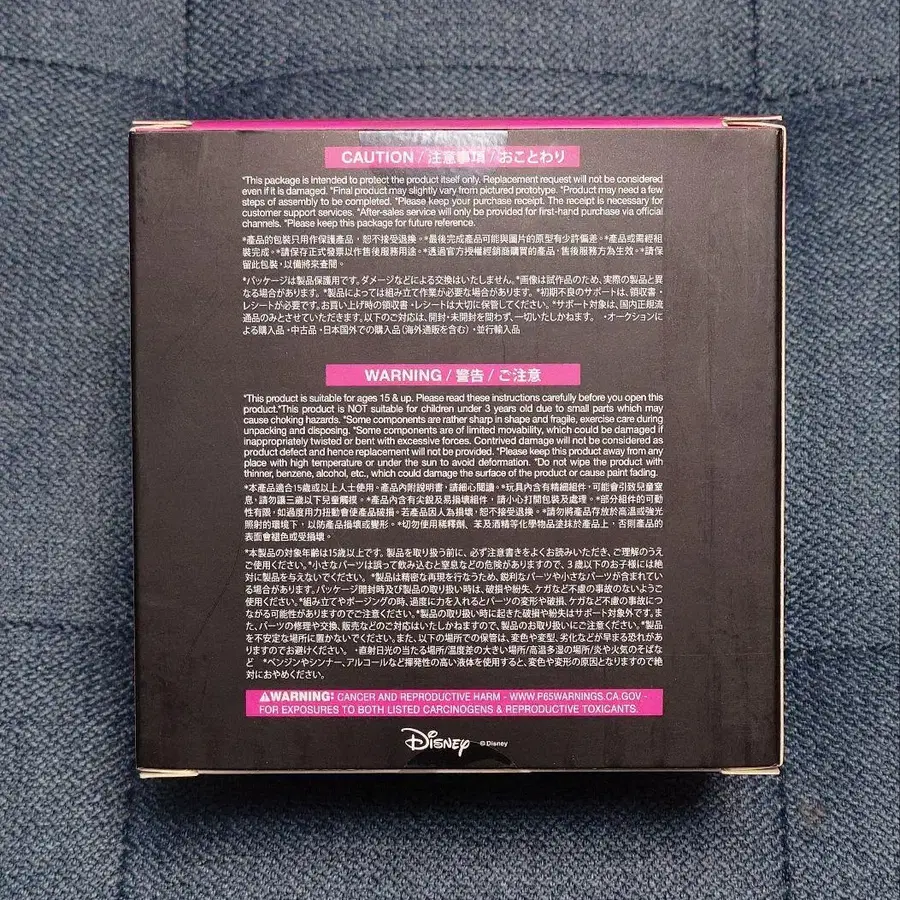 CAUTION / 注意事項 / おことわり
*This package is intended to protect the product itself only. Replacement request will not be considered
even if it is damaged. *Final product may slightly vary from pictured prototype. *Product may need a few
steps of assembly to be completed. *Please keep your purchase receipt. The receipt is necessary for
customer support services. *After-sales service will only be provided for first-hand purchase via official
channels. *Please keep this package for future reference.
*產品的包裝只用作保護產品，恕不接受退換。*最後完成產品可能與圖片的原型有少許偏差。*產品或需經組
裝完成。*請保存正式發票以作售後服務用途。*透過官方授權經銷商購買的產品，售後服務方為生效。*請保
留此包裝，以備將來查閱。
*パッケージは製品保護用です。ダメージなどによる交換はいたしません。*画像は試作品のため、実際の製品と異
なる場合があります。*製品によっては組み立て作業が必要な場合があります。*初期不良のサポートは、領収書・
レシートが必要です。お買い上げ時の領収書・レシートは大切に保管してください。*サポート対象は、国内正規流
通品のみとさせていただきます。以下のご対応は、開封・未開封を問わず、一切いたしかねます。 ・オークションに
よる購入品 ・中古品 ・日本国外での購入品（海外通販を含む） ・並行輸入品
WARNING / 警告 / ご注意
*This product is suitable for ages 15 & up. Please read these instructions carefully before you open this
product.*This product is NOT suitable for children under 3 years old due to small parts which may
cause choking hazards. *Some components are rather sharp in shape and fragile, exercise care during
unpacking and disposing. *Some components are of limited movability, which could be damaged if
inappropriately twisted or bent with excessive forces. Contrived damage will not be considered as
product defect and hence replacement will not be provided. *Please keep this product away from any
place with high temperature or under the sun to avoid deformation. *Do not wipe the product with
thinner, benzene, alcohol, etc., which could damage the surface of the product or cause paint fading.
*本產品適合15歲或以上人士使用。產品內附說明書，請細心閱讀。*玩具內含有精細組件，可能會引致兒童窒
息，請勿讓三歲以下兒童觸摸。*產品內含有尖銳及易損壞組件，請小心打開包裝及處理。*部分組件的可動
性有限，如過度用力扭動會使產品破損。若產品因人為損壞，恕不接受退換。*請勿將產品存放於高溫或強光
照射的環境下，以防產品損壞或變形。*切勿使用稀釋劑、苯及酒精等化學物品塗抹於產品上，否則產品的
表面會褪色或受損壞。
*本製品の対象年齢は15歳以上です。製品を取り扱う前に、必ず注意書きをよくお読みいただき、ご理解のうえ
ご使用ください。*小さなパーツは誤って飲み込むと窒息などの危険がありますので、3歳以下のお子様には絶
対に製品を与えないでください。 *製品は精密な再現を行なうため、鋭利なパーツや小さなパーツが含まれてい
る場合があります。パッケージ開封時及び製品の取り扱い時は、破損や紛失、ケガなど不慮の事故のないようご
使用ください。*組み立てやポージングの時、過度に力を入れるとパーツの変形や破損、ケガなど不慮の事故につ
ながる可能性がありますのでご注意ください。*製品の取り扱い時に起きた破損や紛失はサポート対象外です。ま
た、パーツの修理や交換、販売などのご対応はいたしかねますので、製品のお取り扱いにご注意ください。*製品
を不安定な場所に置かないでください。また、以下の場所での保管は、変色や変型、劣化などが早まる恐れがあ
りますのでお避けください。 ・直射日光の当たる場所/温度差の大きい場所/高温多湿の場所/炎や火気のそばな
ど *ベンジンやシンナー、アルコールなど揮発性の高い液体を使用すると、変色や変形の原因となりますので絶
対におやめください。
⚠WARNING: CANCER AND REPRODUCTIVE HARM - WWW.P65WARNINGS.CA.GOV -
FOR EXPOSURES TO BOTH LISTED CARCINOGENS & REPRODUCTIVE TOXICANTS.
Disney © Disney